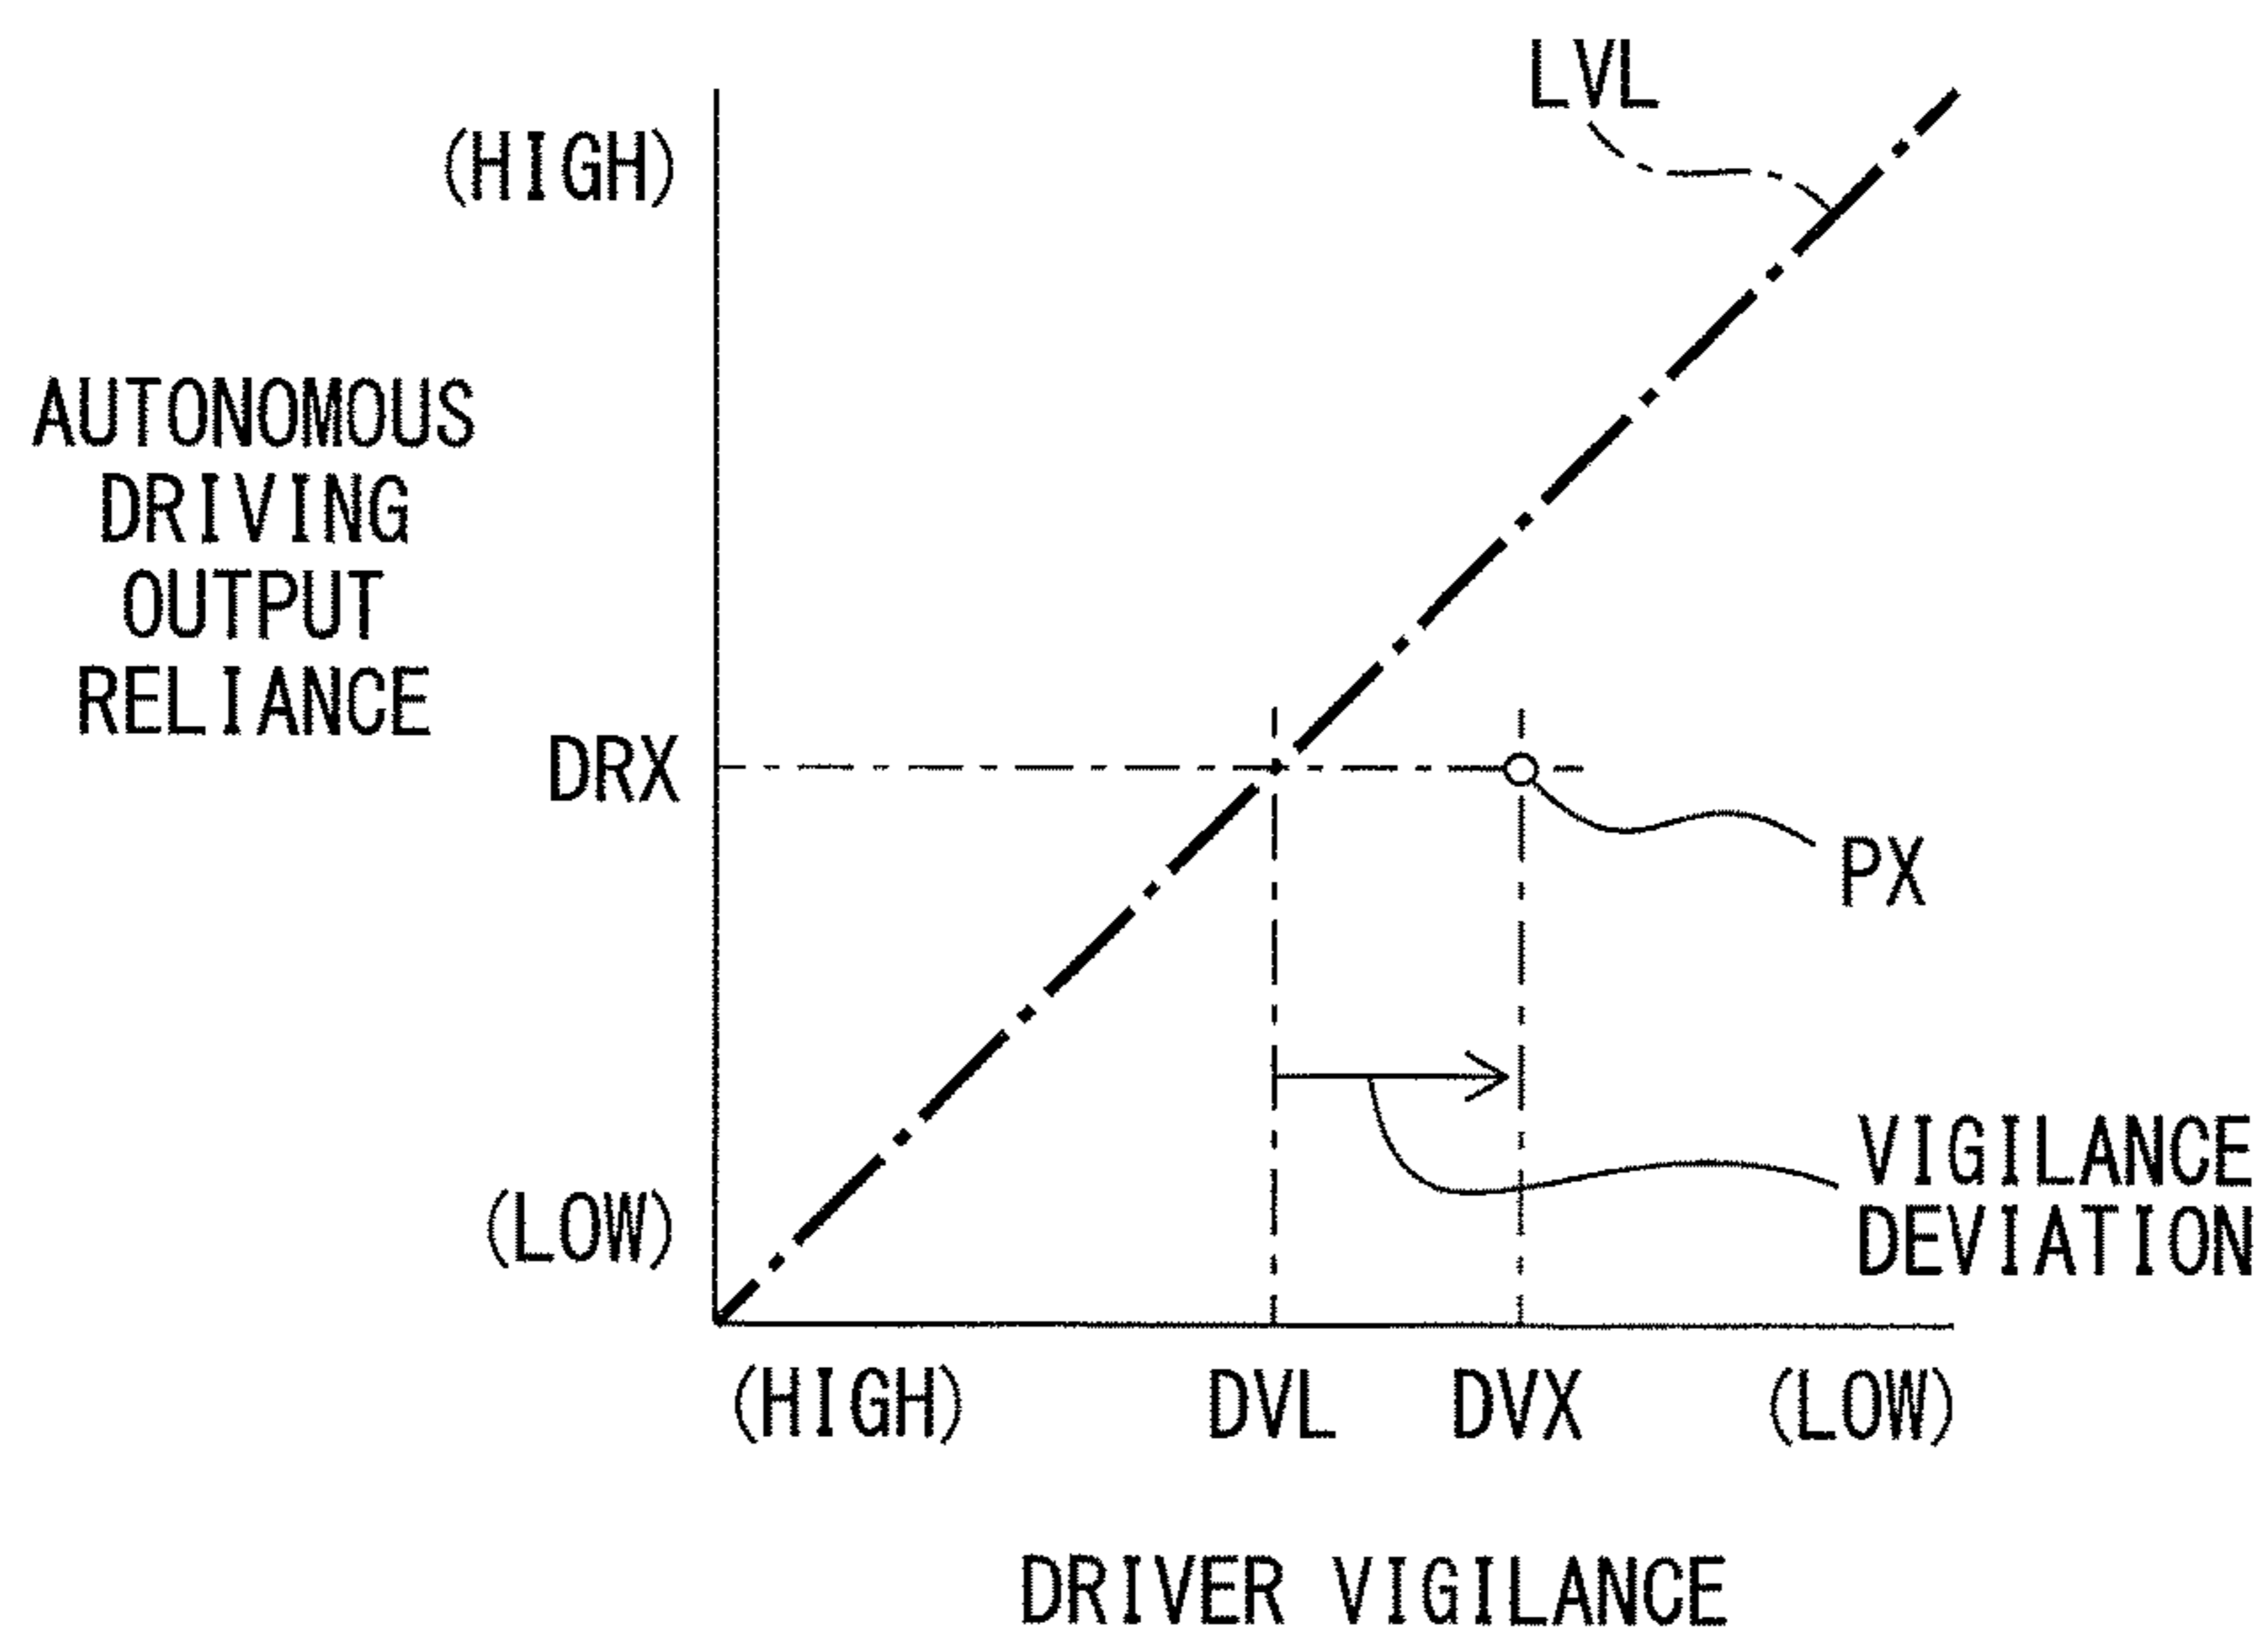 LVL
(HIGH)
AUTONOMOUS
DRIVING
OUTPUT
RELIANCE
DRX
PX
VIGILANCE
DEVIATION
(LOW)
(HIGH) DVL DVX (LOW)
DRIVER VIGILANCE